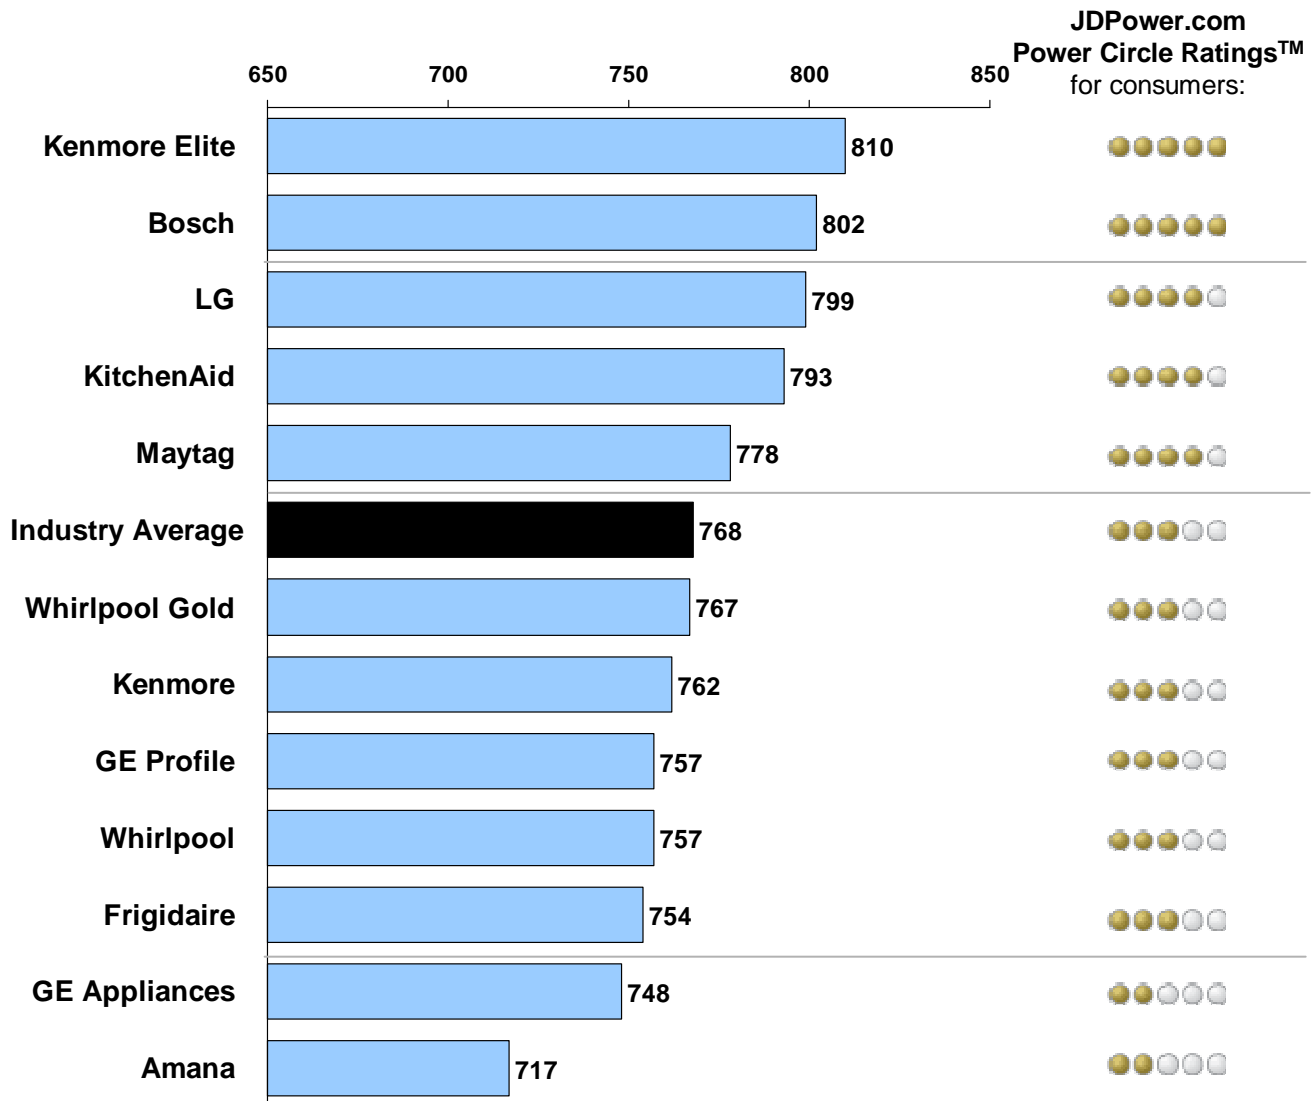 JDPower.com
Power Circle Ratings™
for consumers:
650 700 750 800 850
Kenmore Elite 810
Bosch 802
LG 799
KitchenAid 793
Maytag 778
Industry Average 768
Whirlpool Gold 767
Kenmore 762
GE Profile 757
Whirlpool 757
Frigidaire 754
GE Appliances 748
Amana 717